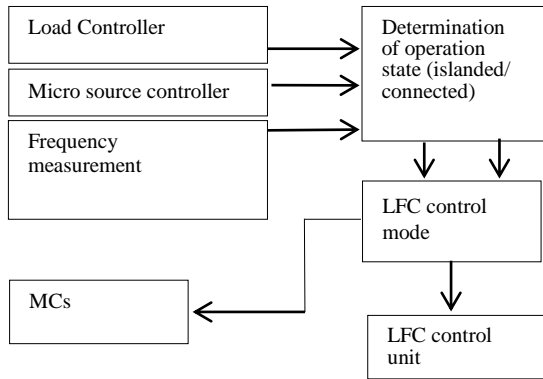 Load Controller
Micro source controller
Frequency
measurement
Determination
of operation
state (islanded/
connected)
LFC control
mode
MCs
LFC control
unit